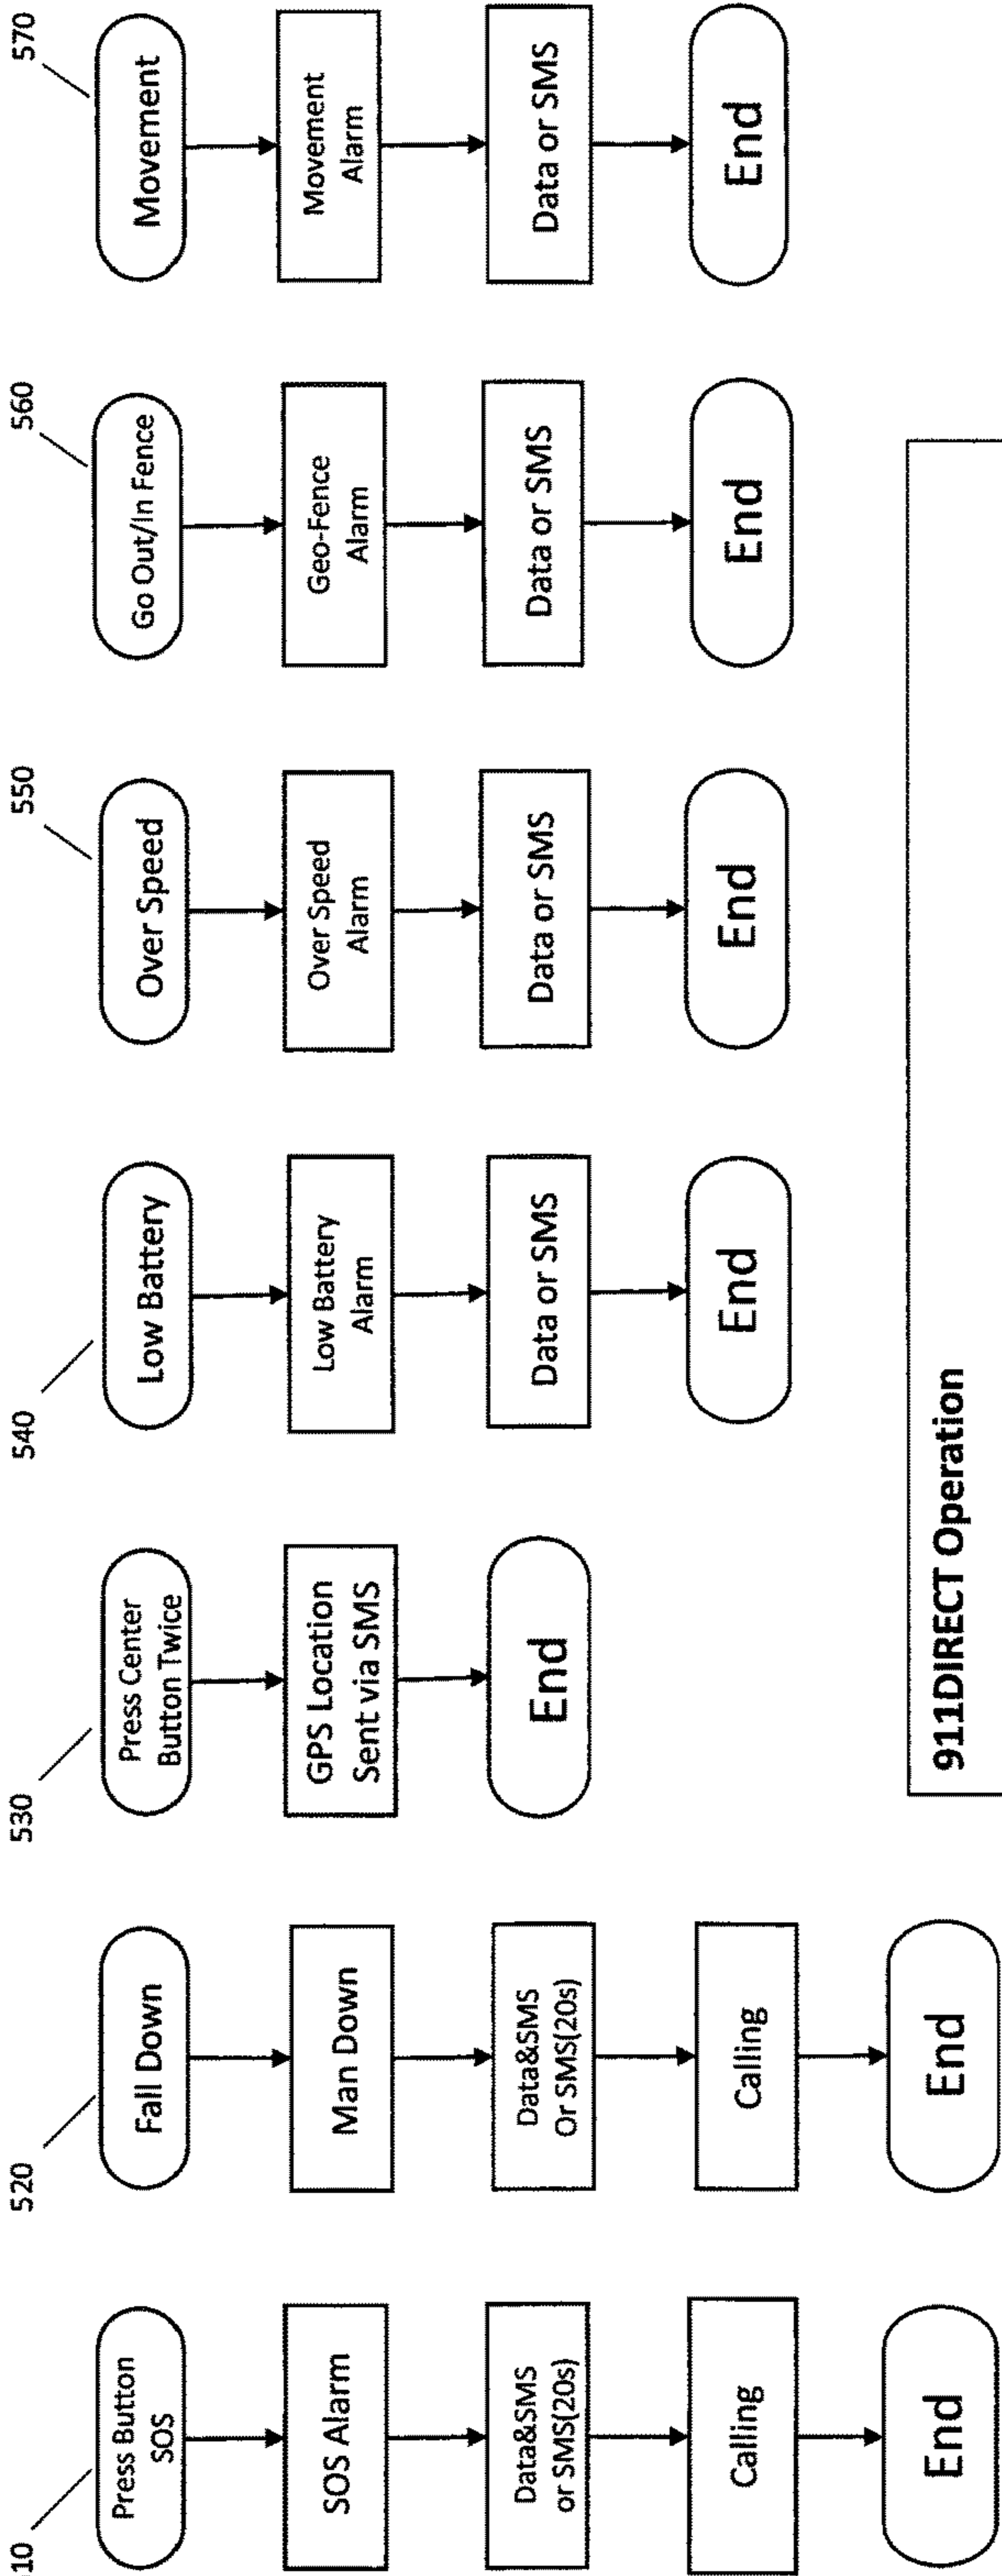 10
Press Button
SOS
SOS Alarm
Data&SMS
or SMS(20s)
Calling
End
520
Fall Down
Man Down
Data&SMS
Or SMS(20s)
Calling
End
530
Press Center
Button Twice
GPS Location
Sent via SMS
End
540
Low Battery
Low Battery
Alarm
Data or SMS
End
550
Over Speed
Over Speed
Alarm
Data or SMS
End
560
Go Out/In Fence
Geo-Fence
Alarm
Data or SMS
End
570
Movement
Movement
Alarm
Data or SMS
End
911DIRECT Operation